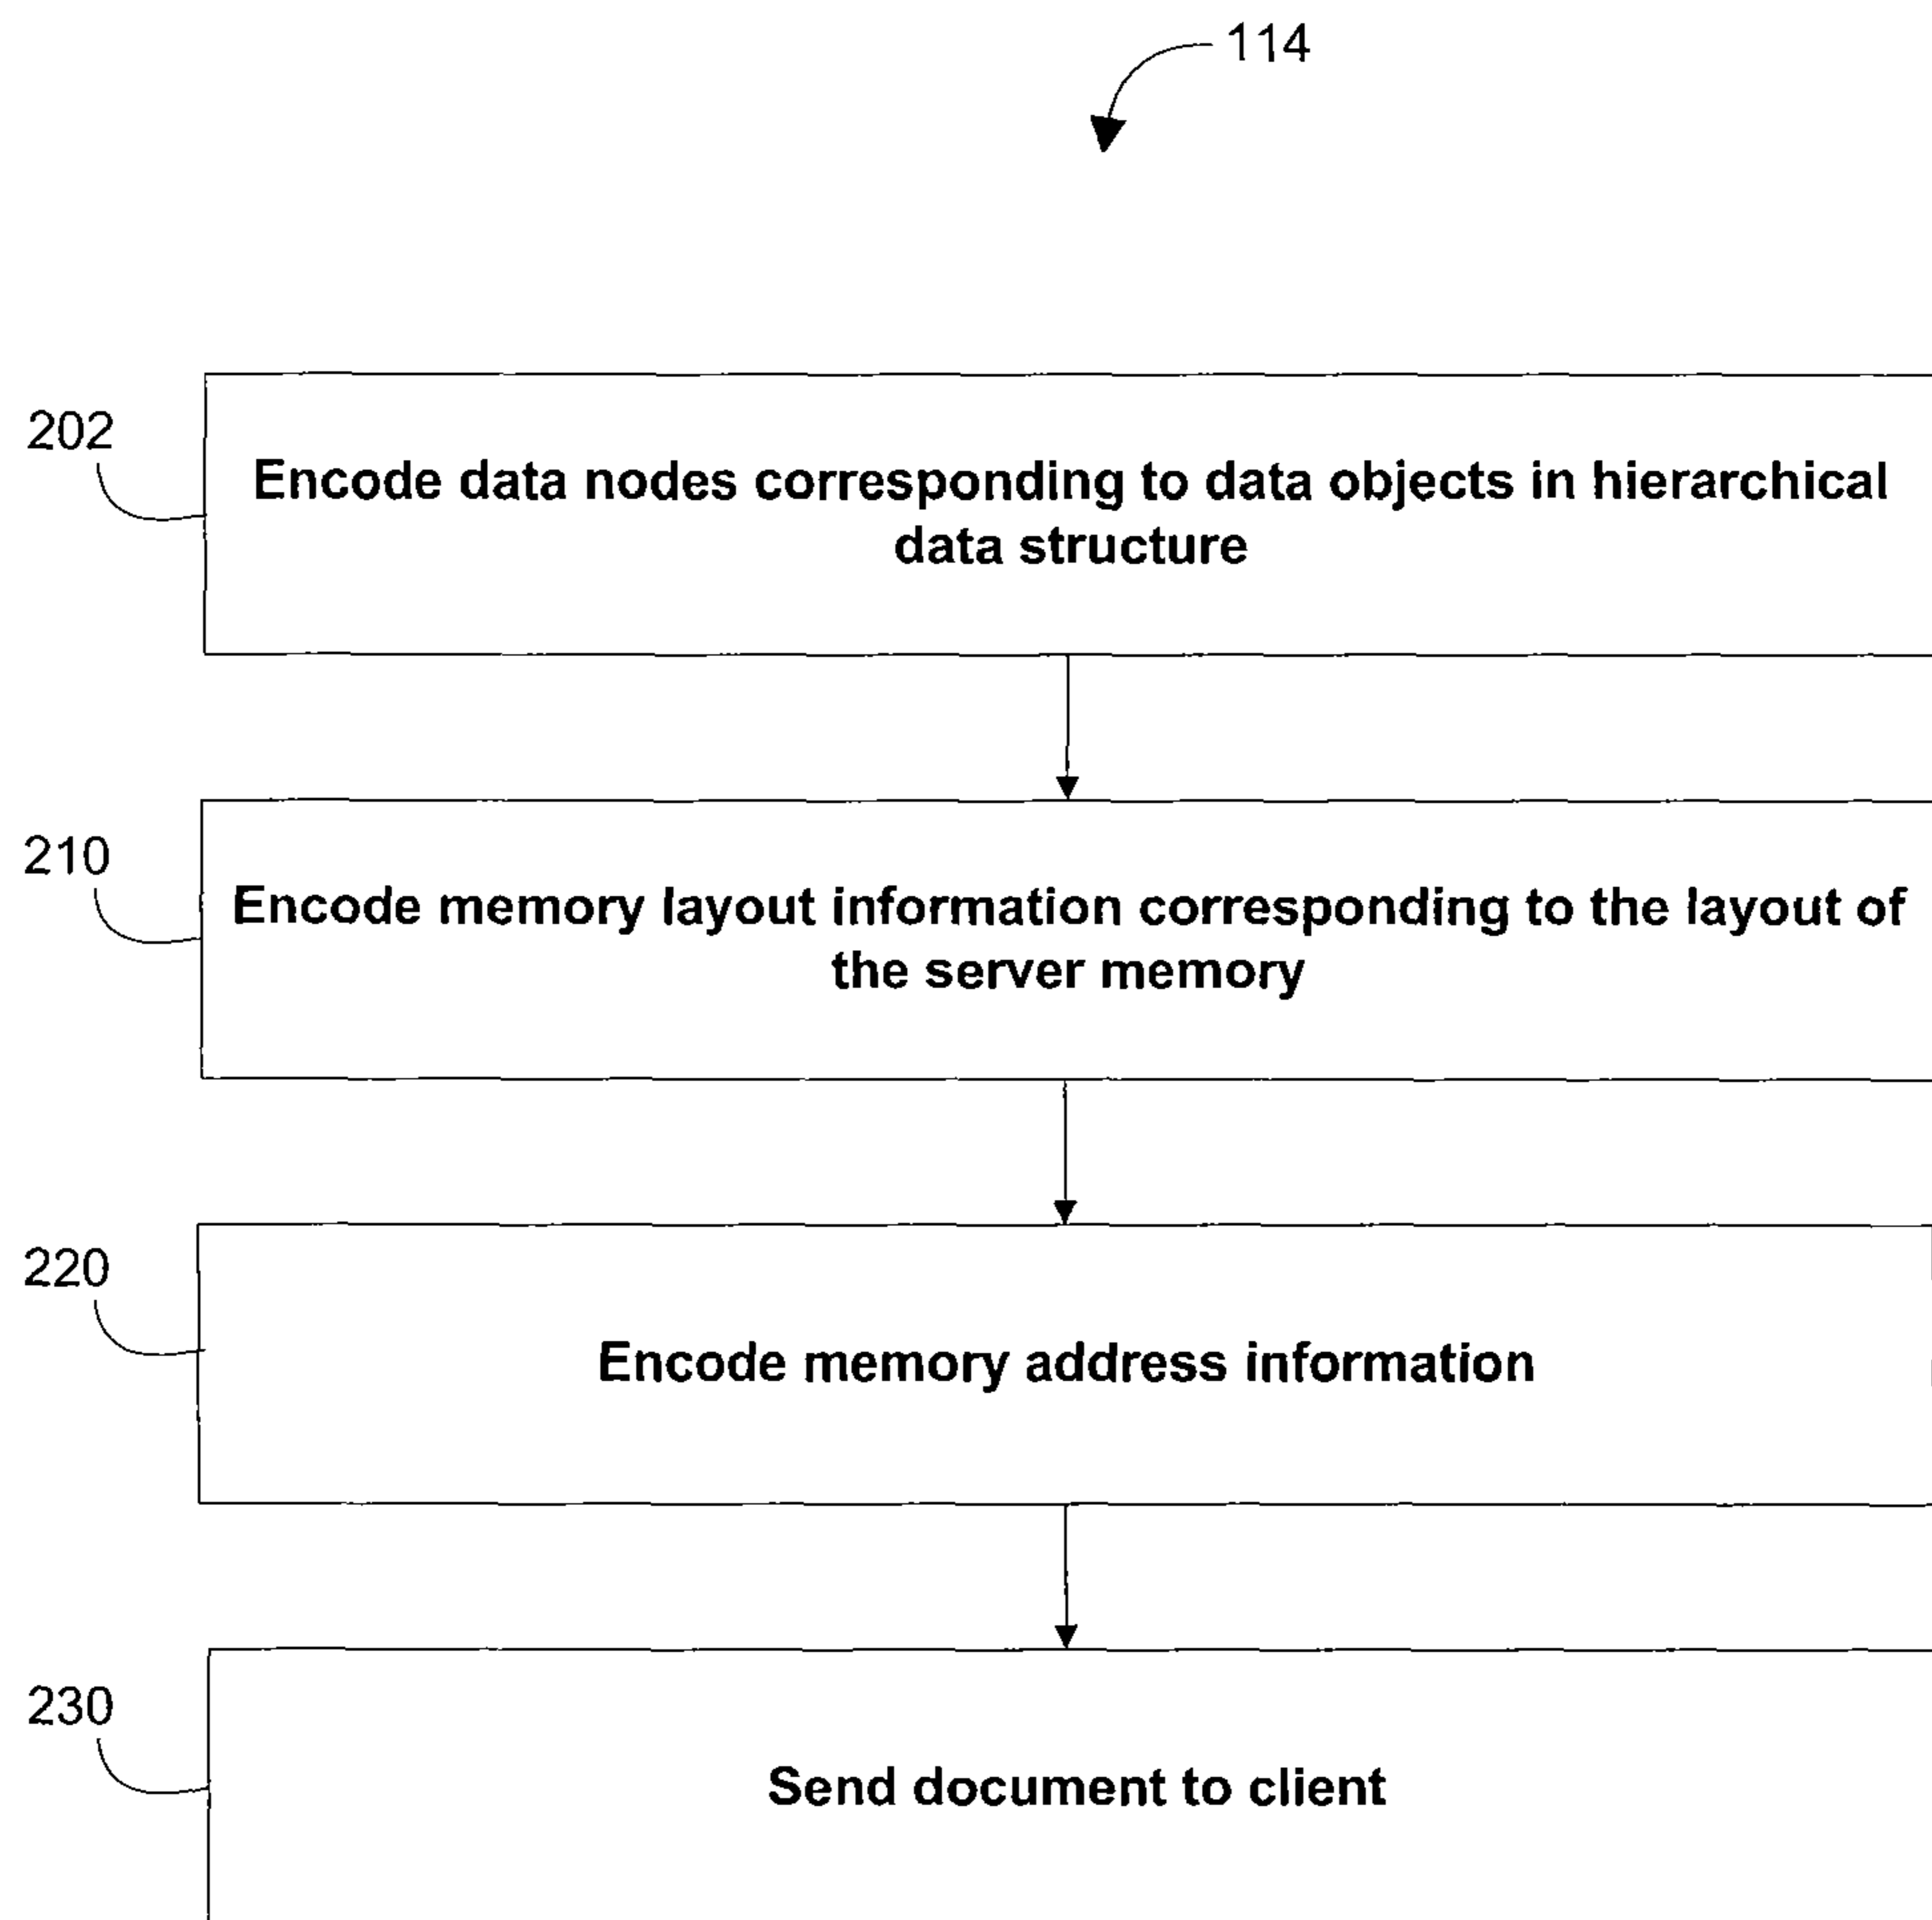 114
202
Encode data nodes corresponding to data objects in hierarchical
data structure
210
Encode memory layout information corresponding to the layout of
the server memory
220
Encode memory address information
230
Send document to client